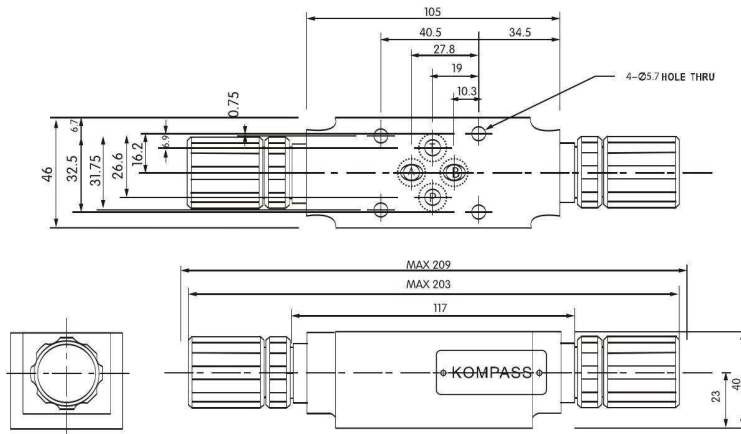 105
40.5
34.5
27.8
19
10.3
4-Ø5.7 HOLE THRU
0.75
6.7
6.9
16.2
26.6
31.75
32.5
46
T
A
B
P
MAX 209
MAX 203
117
KOMPASS
23
40